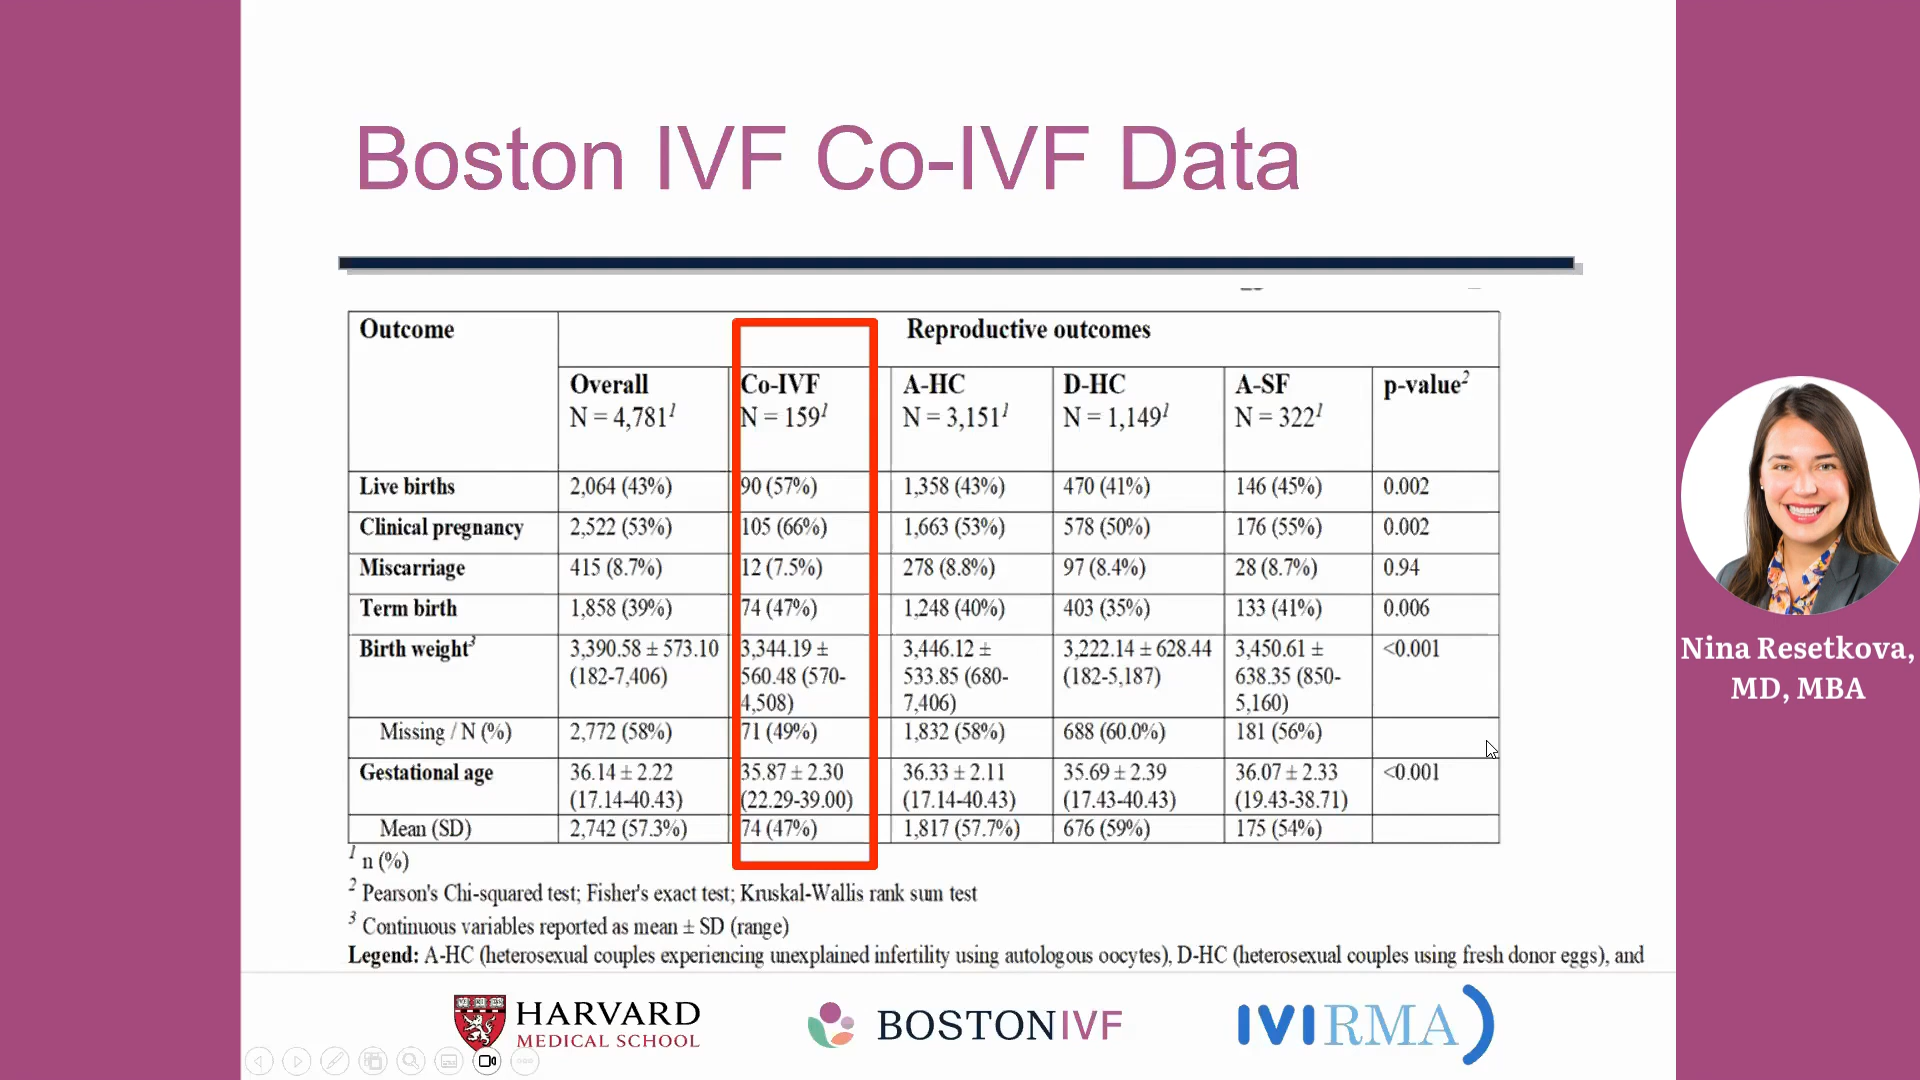 Boston IVF Co-IVF Data
Outcome
Reproductive outcomes
Overall
N = 4,781¹
Co-IVF
N = 159¹
A-HC
N = 3,151¹
D-HC
N = 1,149¹
A-SF
N = 322¹
p-value²
Live births 2,064 (43%) 90 (57%) 1,358 (43%) 470 (41%) 146 (45%) 0.002
Clinical pregnancy 2,522 (53%) 105 (66%) 1,663 (53%) 578 (50%) 176 (55%) 0.002
Miscarriage 415 (8.7%) 12 (7.5%) 278 (8.8%) 97 (8.4%) 28 (8.7%) 0.94
Term birth 1,858 (39%) 74 (47%) 1,248 (40%) 403 (35%) 133 (41%) 0.006
Birth weight³ 3,390.58 ± 573.10 3,344.19 ± 3,446.12 ± 3,222.14 ± 628.44 3,450.61 ± <0.001
(182-7,406) 560.48 (570- 533.85 (680- (182-5,187) 638.35 (850-
4,508) 7,406) 5,160)
Missing / N (%) 2,772 (58%) 71 (49%) 1,832 (58%) 688 (60.0%) 181 (56%)
Gestational age 36.14 ± 2.22 35.87 ± 2.30 36.33 ± 2.11 35.69 ± 2.39 36.07 ± 2.33 <0.001
(17.14-40.43) (22.29-39.00) (17.14-40.43) (17.43-40.43) (19.43-38.71)
Mean (SD) 2,742 (57.3%) 74 (47%) 1,817 (57.7%) 676 (59%) 175 (54%)
¹ n (%)
² Pearson's Chi-squared test; Fisher's exact test; Kruskal-Wallis rank sum test
³ Continuous variables reported as mean ± SD (range)
Legend: A-HC (heterosexual couples experiencing unexplained infertility using autologous oocytes), D-HC (heterosexual couples using fresh donor eggs), and
HARVARD
MEDICAL SCHOOL
BOSTONIVF
IVIRMA
Nina Resetkova,
MD, MBA